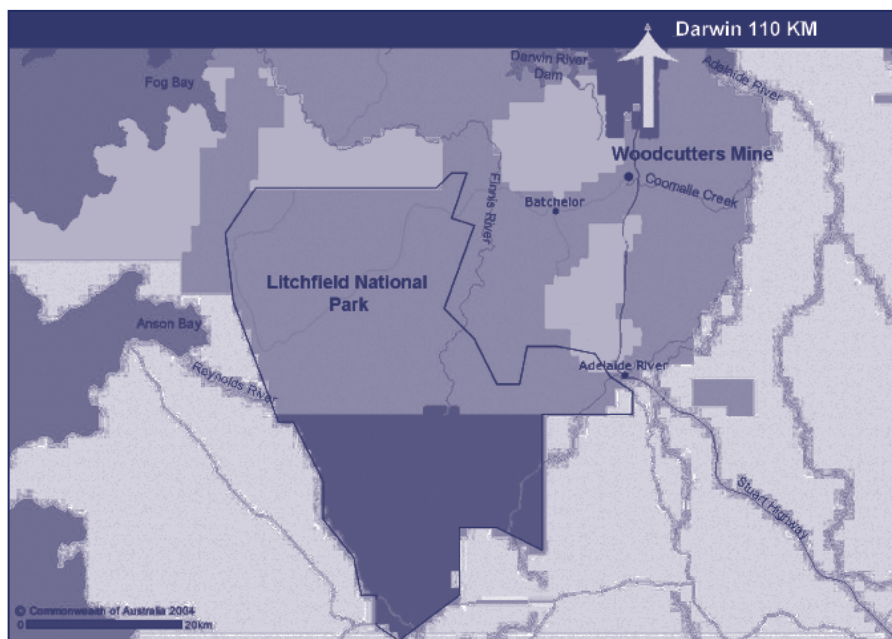 Darwin 110 KM
Darwin River
Dam
Adelaide River
Fog Bay
Woodcutters Mine
Finnis River
Coomalie Creek
Batchelor
Litchfield National
Park
Anson Bay
Reynolds River
Adelaide River
Stuart Highway
© Commonwealth of Australia 2004
0 20km